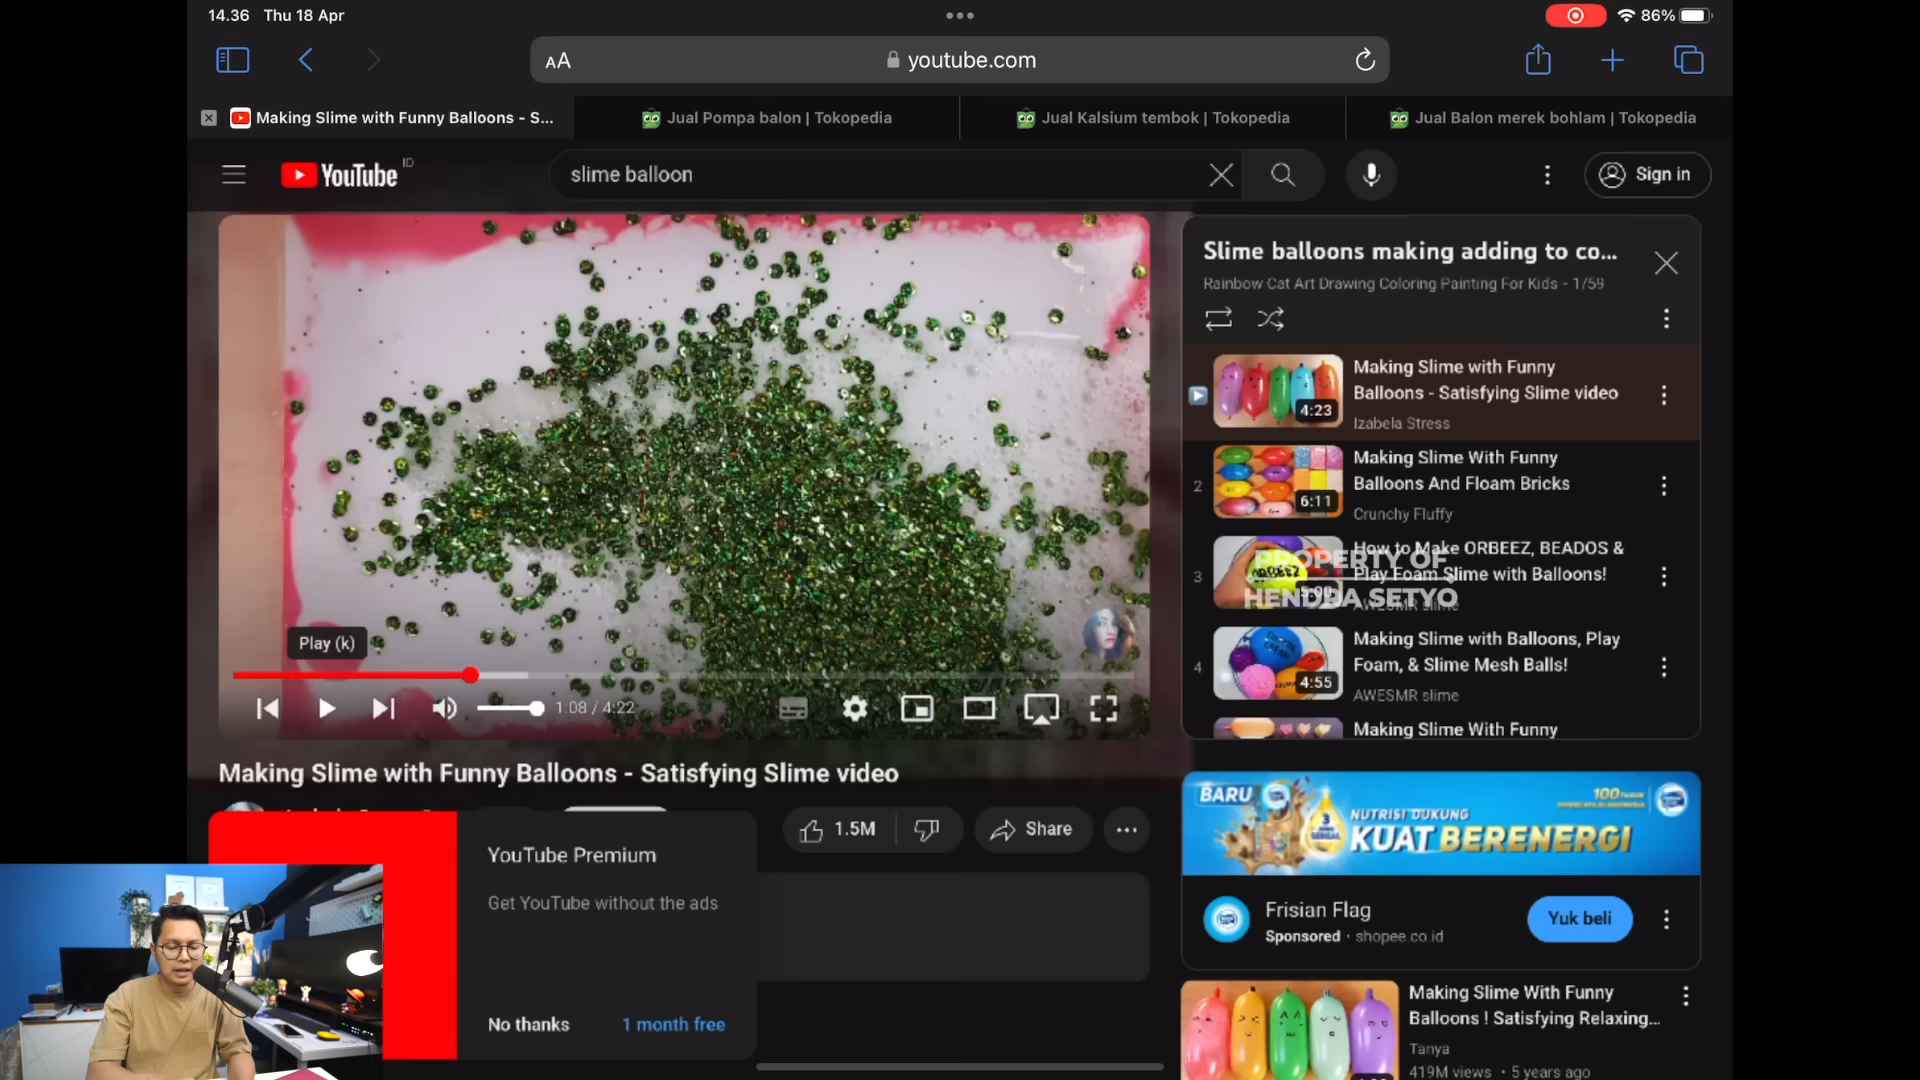 14.36 Thu 18 Apr
86%
AA
youtube.com
Making Slime with Funny Balloons - S...
Jual Pompa balon | Tokopedia
Jual Kalsium tembok | Tokopedia
Jual Balon merek bohlam | Tokopedia
YouTube
ID
slime balloon
Sign in
Slime balloons making adding to co...
Rainbow Cat Art Drawing Coloring Painting For Kids - 1/59
Making Slime with Funny
Balloons - Satisfying Slime video
4:23
Izabela Stress
2
Making Slime With Funny
Balloons And Floam Bricks
6:11
Crunchy Fluffy
3
How to Make ORBEEZ, BEADOS &
Play Foam Slime with Balloons!
ORBEEZ
5:00
AWESMR slime
PROPERTY OF
HENDDA SETYO
4
Making Slime with Balloons, Play
Foam, & Slime Mesh Balls!
4:55
AWESMR slime
Making Slime With Funny
Play (k)
1:08 / 4:22
Making Slime with Funny Balloons - Satisfying Slime video
1.5M
Share
YouTube Premium
Get YouTube without the ads
No thanks
1 month free
BARU
3
NUTRISI DUKUNG
KUAT BERENERGI
Frisian Flag
Sponsored · shopee.co.id
Yuk beli
Making Slime With Funny
Balloons ! Satisfying Relaxing...
Tanya
419M views · 5 years ago